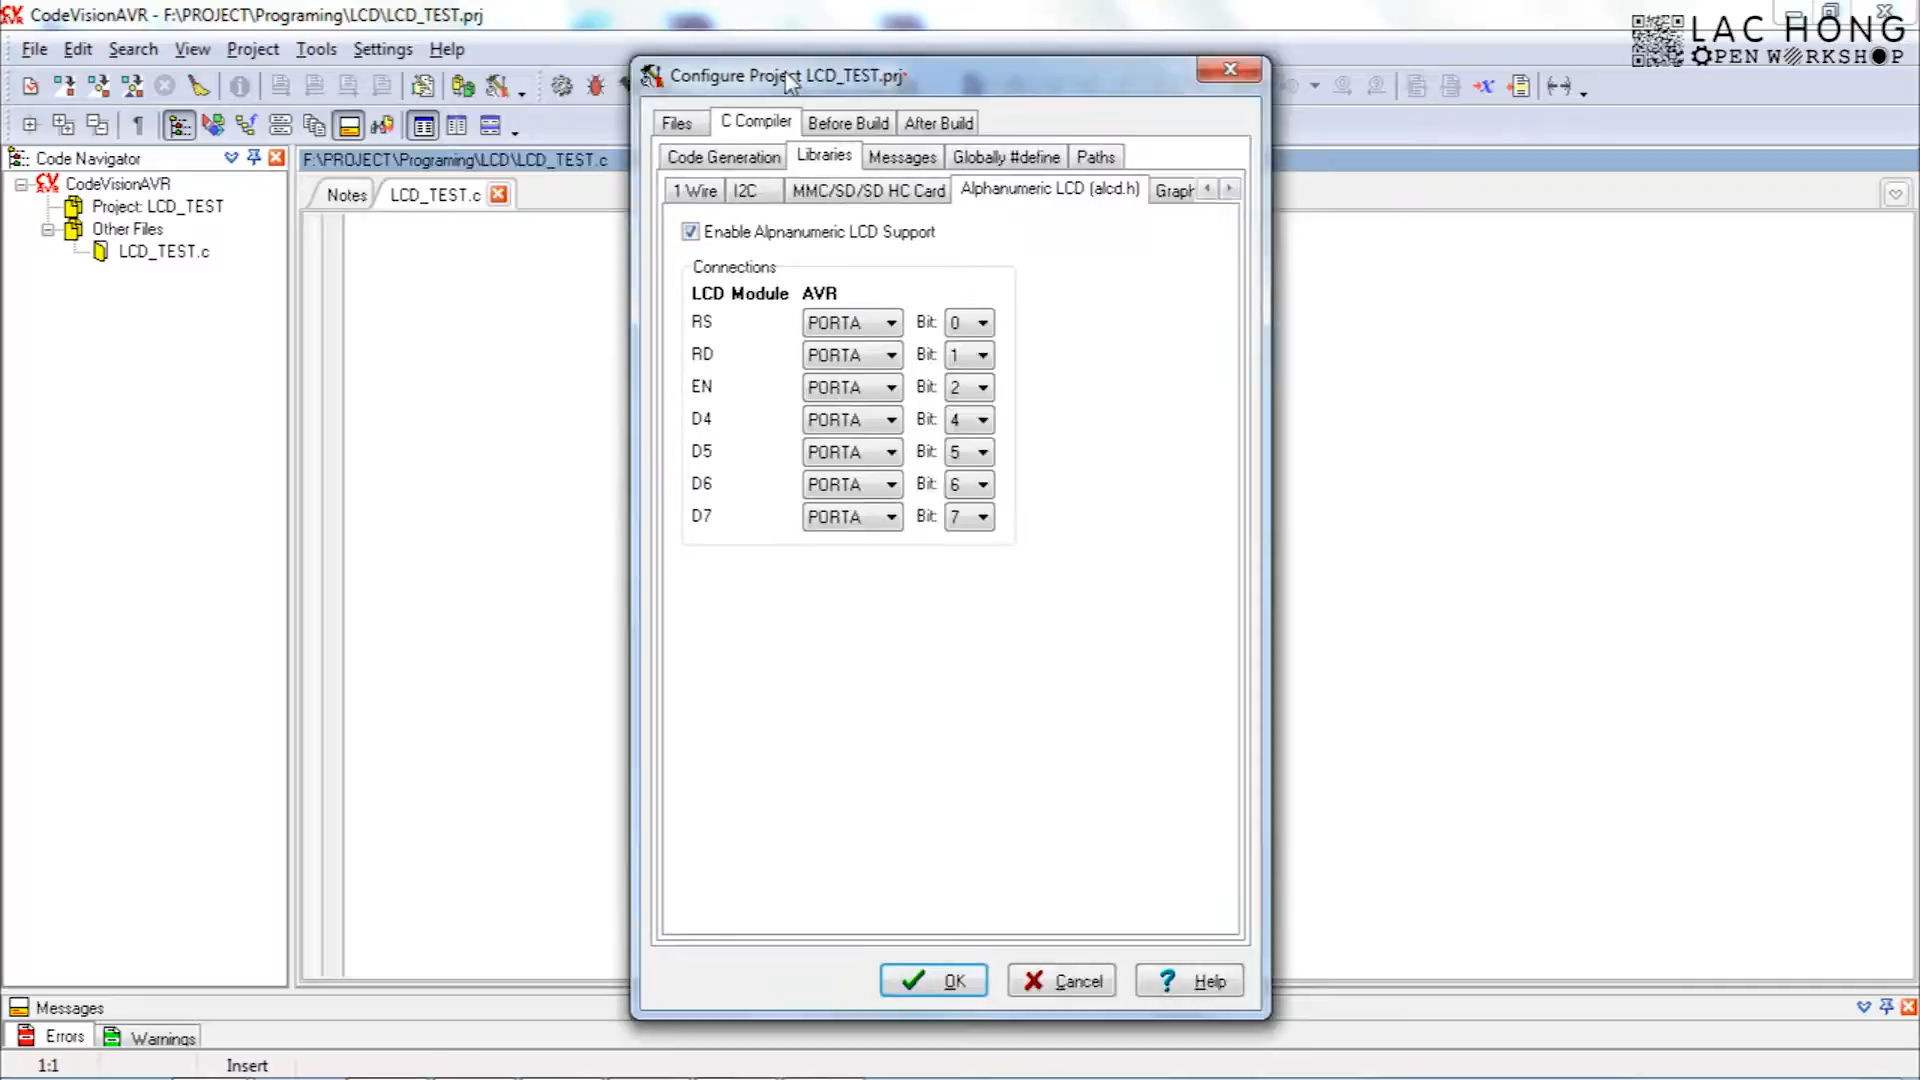 CodeVisionAVR - F:\PROJECT\Programing\LCD\LCD_TEST.prj
LAC HONG
OPEN WORKSHOP
File Edit Search View Project Tools Settings Help
Configure Project LCD_TEST.prj
Files C Compiler Before Build After Build
Code Generation Libraries Messages Globally #define Paths
1 Wire I2C MMC/SD/SD HC Card Alphanumeric LCD (alcd.h) Graph
Code Navigator
CodeVisionAVR
Project: LCD_TEST
Other Files
LCD_TEST.c
F:\PROJECT\Programing\LCD\LCD_TEST.c
Notes LCD_TEST.c
Enable Alphanumeric LCD Support
Connections
LCD Module AVR
RS PORTA Bit: 0
RD PORTA Bit: 1
EN PORTA Bit: 2
D4 PORTA Bit: 4
D5 PORTA Bit: 5
D6 PORTA Bit: 6
D7 PORTA Bit: 7
OK Cancel Help
Messages
Errors Warnings
1:1 Insert